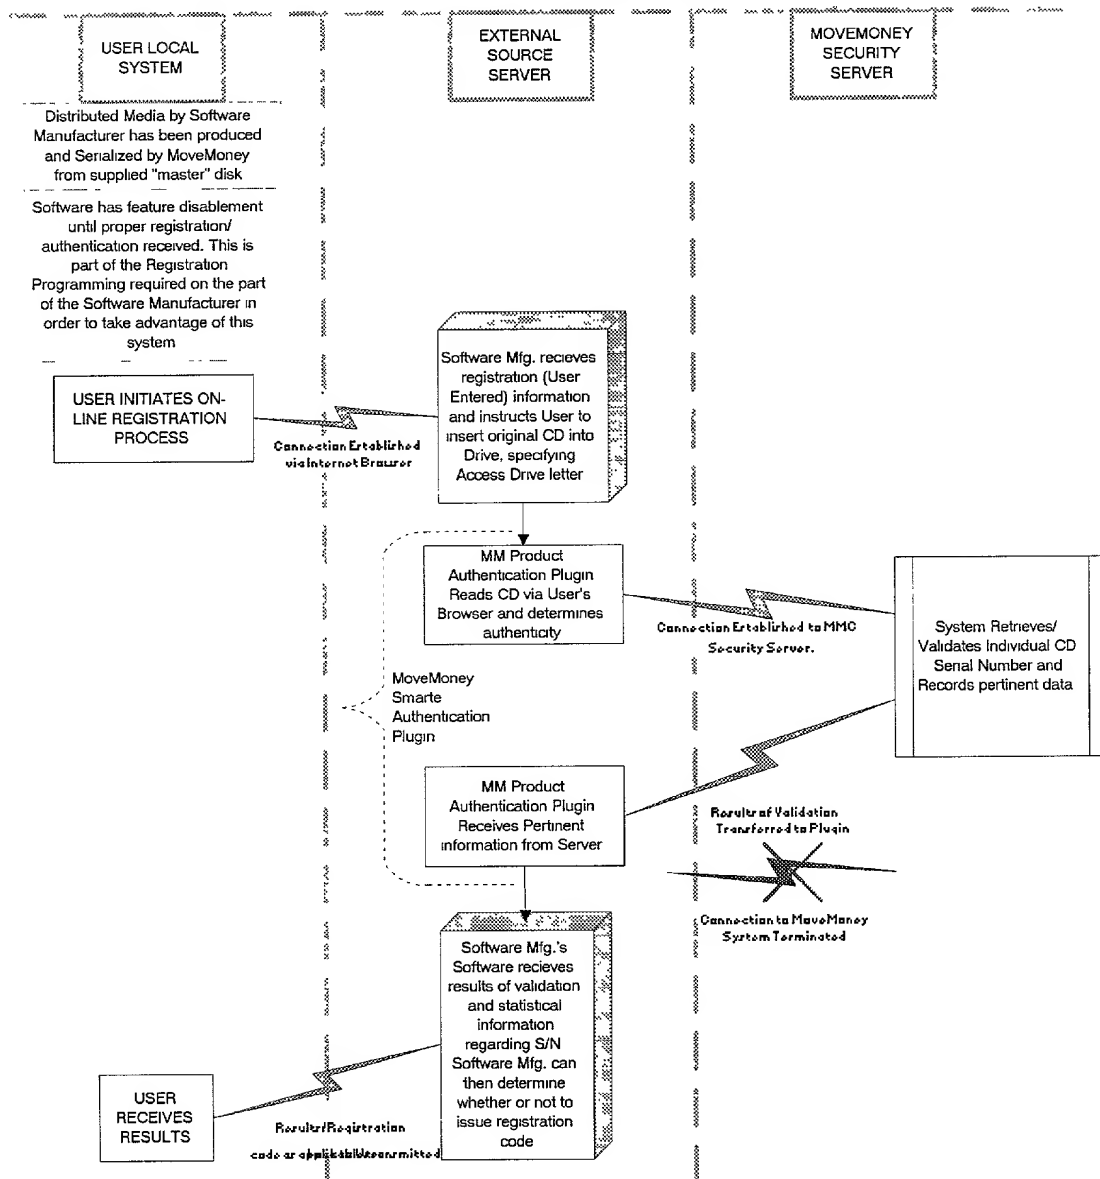 USER LOCAL
SYSTEM
EXTERNAL
SOURCE
SERVER
MOVEMONEY
SECURITY
SERVER
Distributed Media by Software
Manufacturer has been produced
and Serialized by MoveMoney
from supplied "master" disk
Software has feature disablement
until proper registration/
authentication received. This is
part of the Registration
Programming required on the part
of the Software Manufacturer in
order to take advantage of this
system
USER INITIATES ON-
LINE REGISTRATION
PROCESS
Connection Established
via Internet Browser
Software Mfg. recieves
registration (User
Entered) information
and instructs User to
insert original CD into
Drive, specifying
Access Drive letter
MM Product
Authentication Plugin
Reads CD via User's
Browser and determines
authenticity
Connection Established to MMC
Security Server.
System Retrieves/
Validates Individual CD
Serial Number and
Records pertinent data
MoveMoney
Smarte
Authentication
Plugin
MM Product
Authentication Plugin
Receives Pertinent
information from Server
Results of Validation
Transferred to Plugin
Connection to MoveMoney
System Terminated
Software Mfg.'s
Software recieves
results of validation
and statistical
information
regarding S/N
Software Mfg. can
then determine
whether or not to
issue registration
code
USER
RECEIVES
RESULTS
Results/Registration
code as applicable transmitted